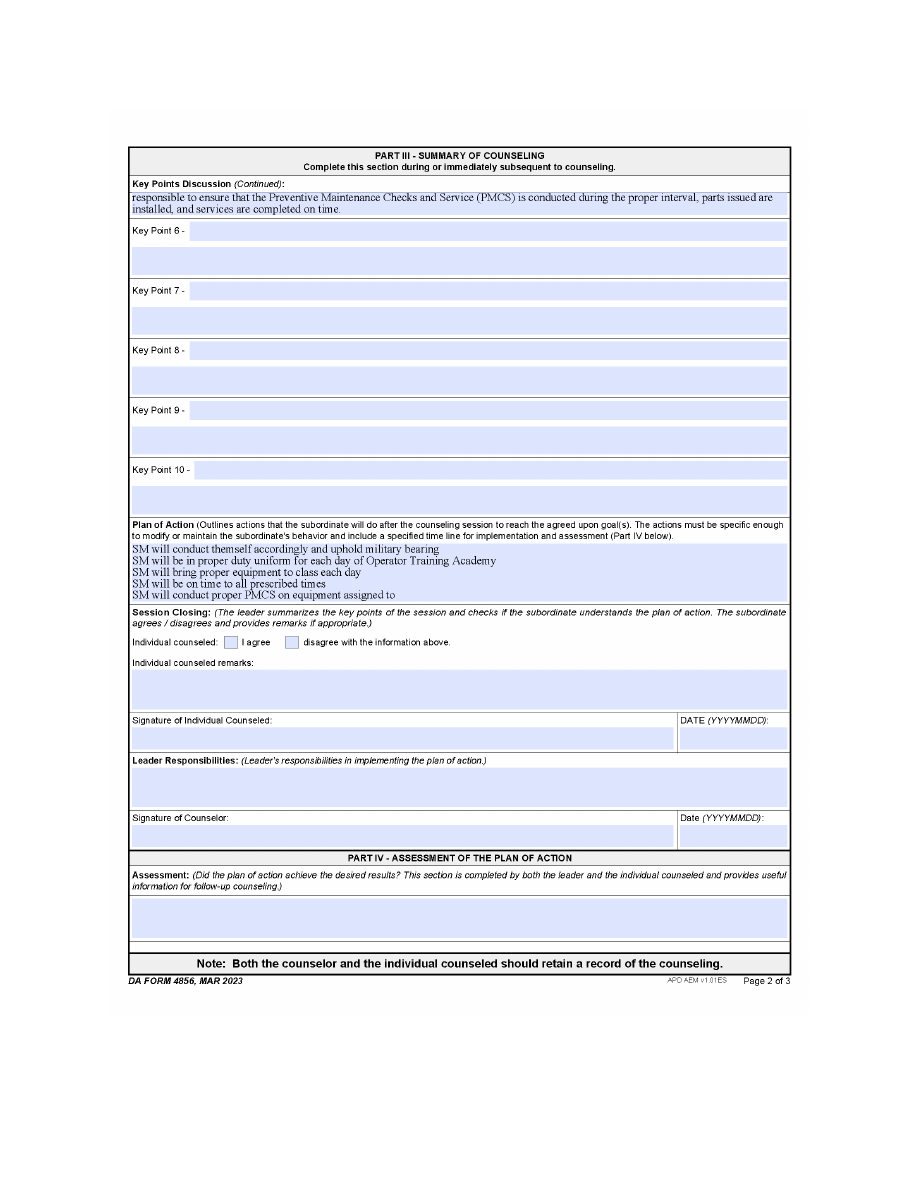 PART III - SUMMARY OF COUNSELING
Complete this section during or immediately subsequent to counseling.
Key Points Discussion (Continued):
responsible to ensure that the Preventive Maintenance Checks and Service (PMCS) is conducted during the proper interval, parts issued are
installed, and services are completed on time.
Key Point 6 -
Key Point 7 -
Key Point 8 -
Key Point 9 -
Key Point 10 -
Plan of Action (Outlines actions that the subordinate will do after the counseling session to reach the agreed upon goal(s). The actions must be specific enough
to modify or maintain the subordinate's behavior and include a specified time line for implementation and assessment (Part IV below).
SM will conduct themself accordingly and uphold military bearing
SM will be in proper duty uniform for each day of Operator Training Academy
SM will bring proper equipment to class each day
SM will be on time to all prescribed times
SM will conduct proper PMCS on equipment assigned to
Session Closing: (The leader summarizes the key points of the session and checks if the subordinate understands the plan of action. The subordinate
agrees / disagrees and provides remarks if appropriate.)
Individual counseled: I agree disagree with the information above.
Individual counseled remarks:
Signature of Individual Counseled: DATE (YYYYMMDD):
Leader Responsibilities: (Leader's responsibilities in implementing the plan of action.)
Signature of Counselor: Date (YYYYMMDD):
PART IV - ASSESSMENT OF THE PLAN OF ACTION
Assessment: (Did the plan of action achieve the desired results? This section is completed by both the leader and the individual counseled and provides useful
information for follow-up counseling.)
Note: Both the counselor and the individual counseled should retain a record of the counseling.
DA FORM 4856, MAR 2023 APD AEM v1.01ES Page 2 of 3